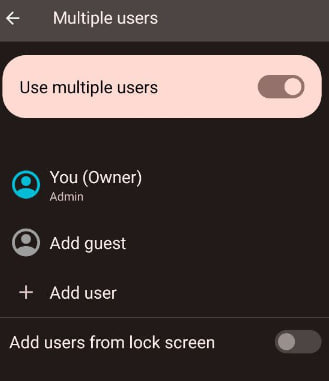 Multiple users
Use multiple users
You (Owner)
Admin
Add guest
Add user
Add users from lock screen